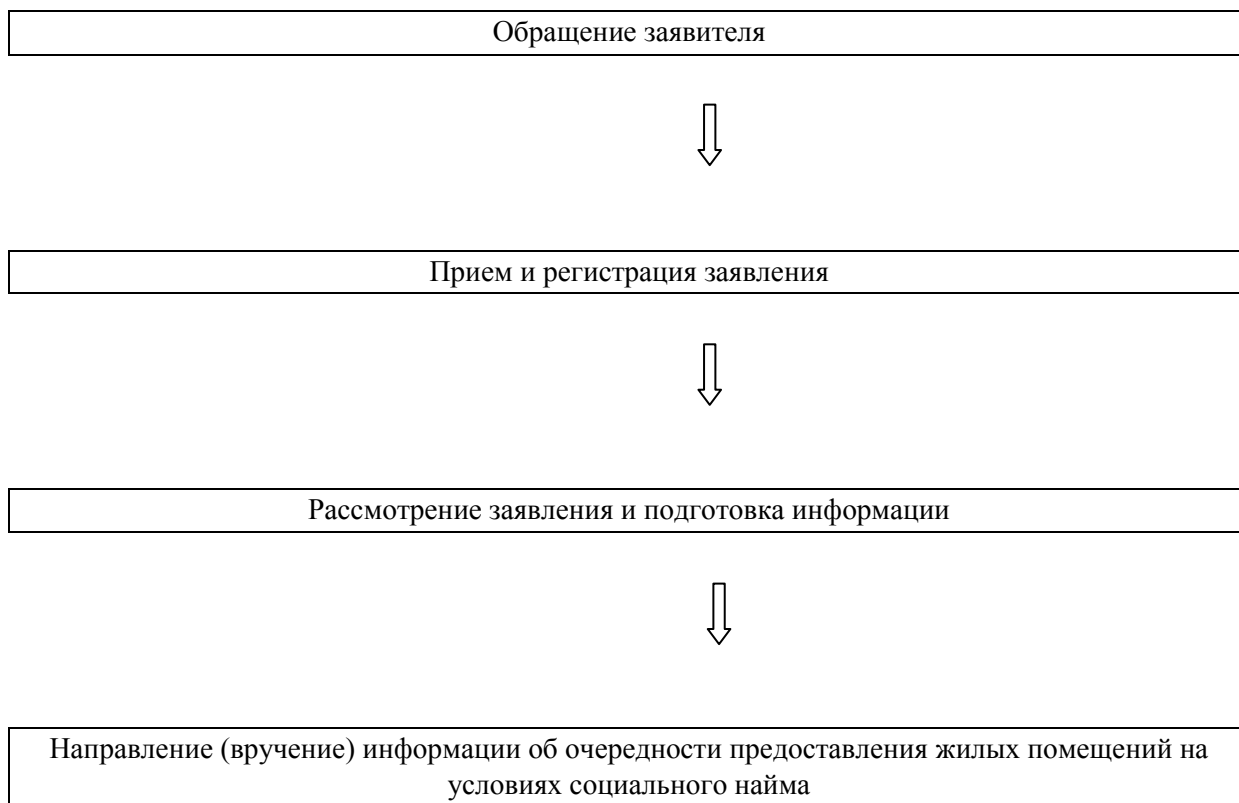 Обращение заявителя
Прием и регистрация заявления
Рассмотрение заявления и подготовка информации
Направление (вручение) информации об очередности предоставления жилых помещений на
условиях социального найма